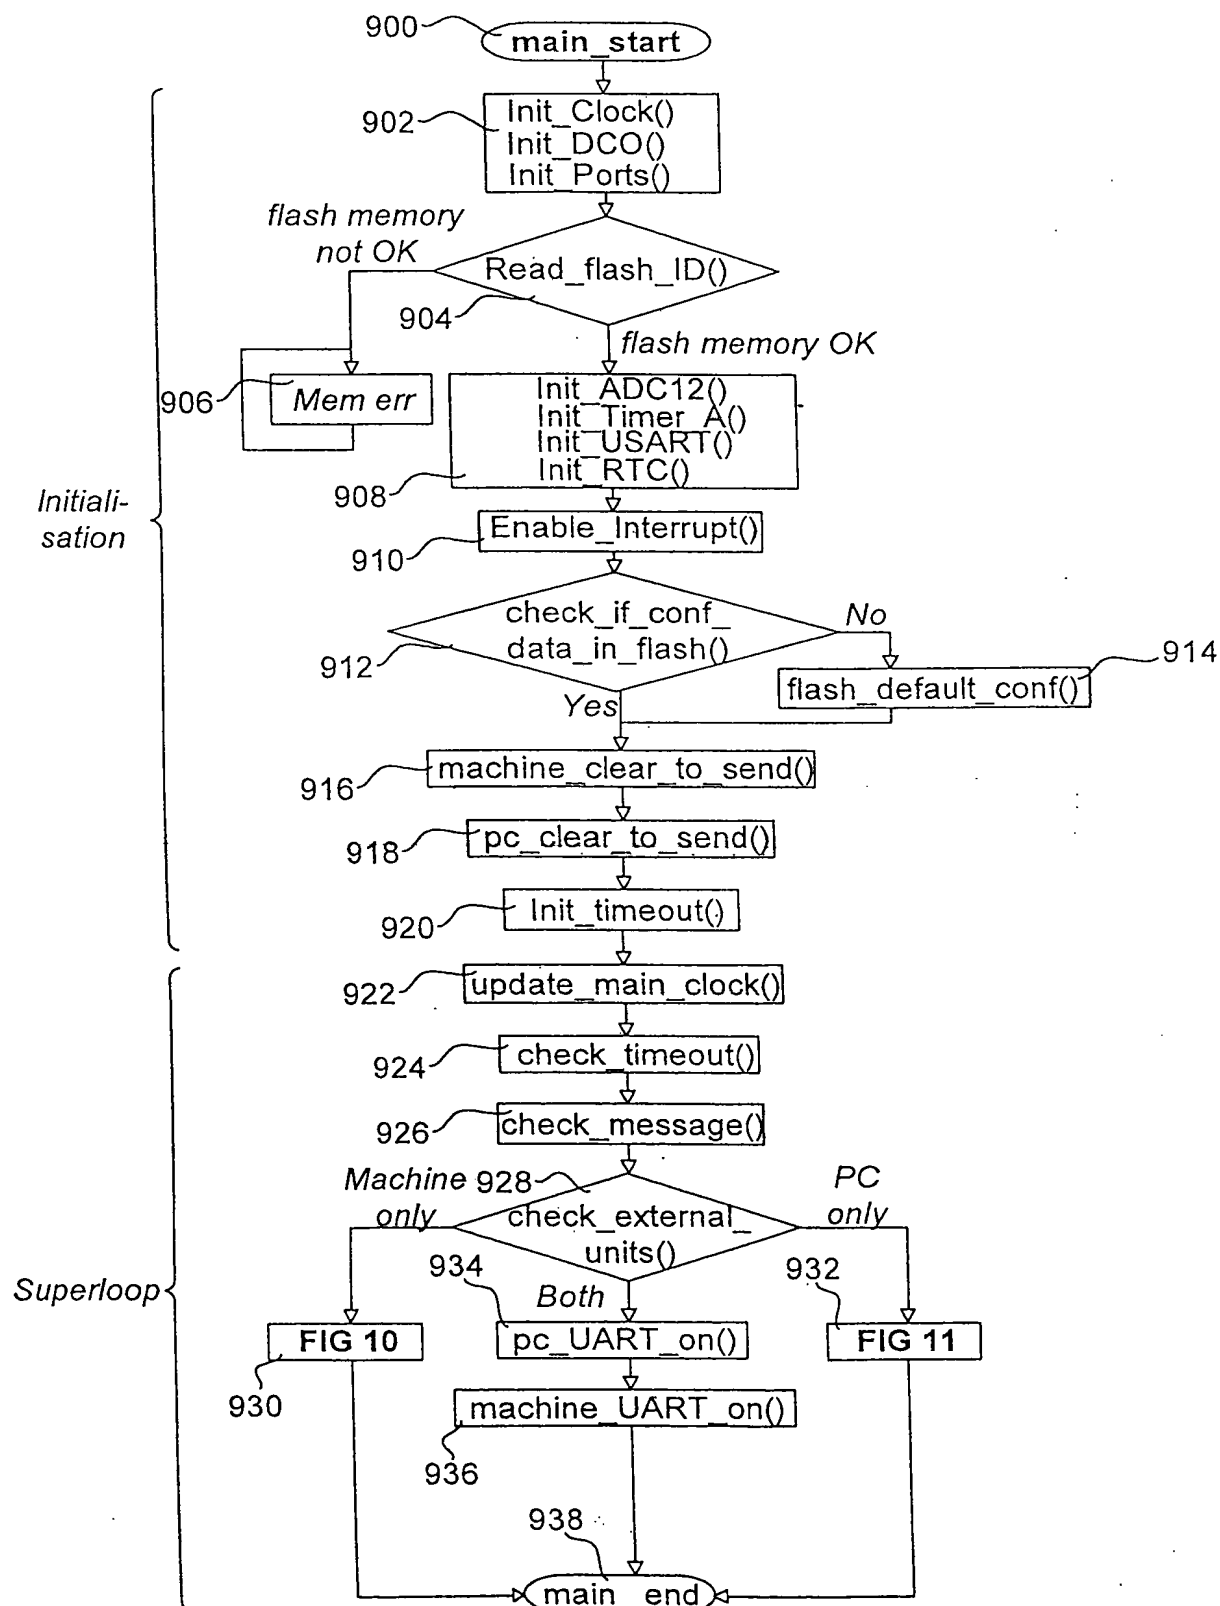 900
main_start
902
Init_Clock()
Init_DCO()
Init_Ports()
flash memory
not OK
Read_flash_ID()
904
flash memory OK
906
Mem err
Init_ADC12()
Init_Timer_A()
Init_USART()
Init_RTC()
908
Initiali-
sation
Enable_Interrupt()
910
check_if_conf_
data_in_flash()
912
No
914
flash_default_conf()
Yes
machine_clear_to_send()
916
pc_clear_to_send()
918
Init_timeout()
920
update_main_clock()
922
check_timeout()
924
check_message()
926
Machine
only
928
PC
only
check_external_
units()
934
932
Superloop
Both
FIG 10
pc_UART_on()
FIG 11
930
machine_UART_on()
936
938
main_end